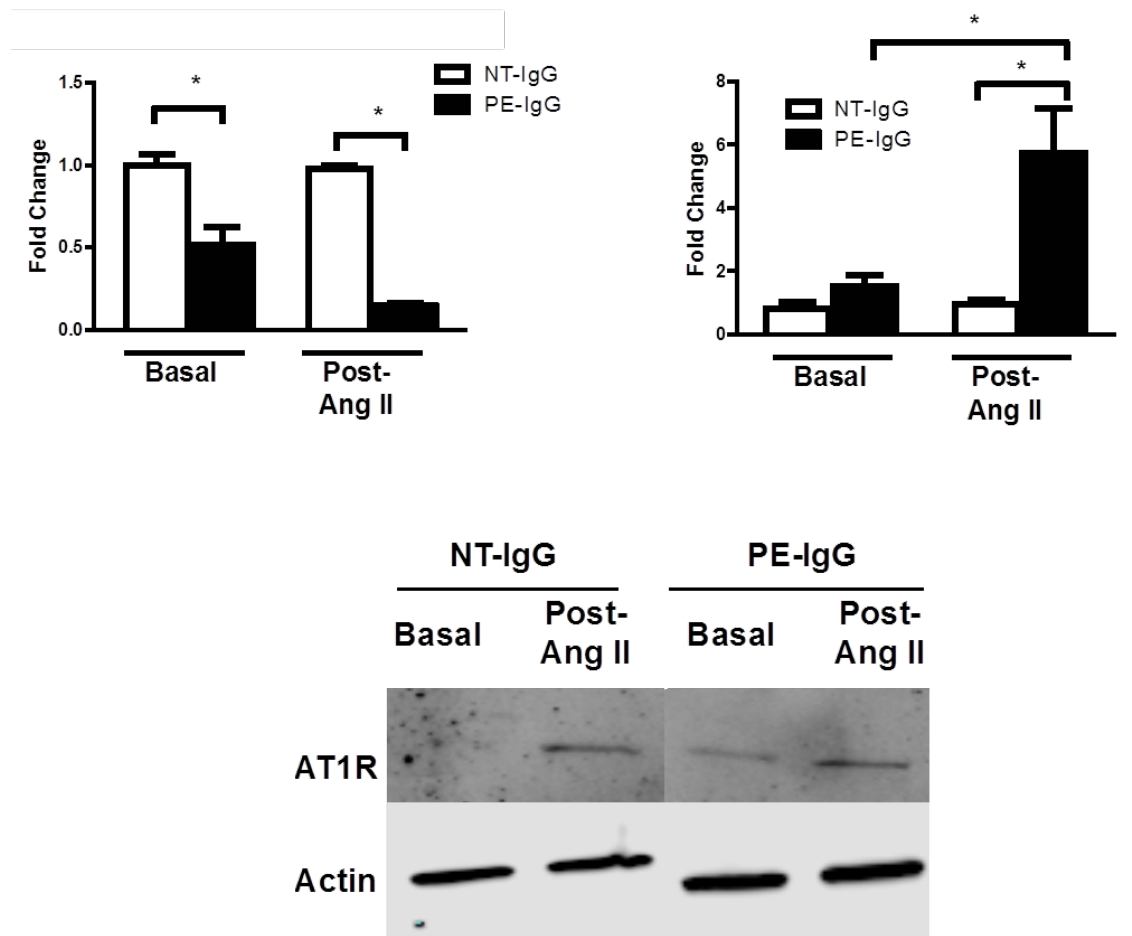 1.5
1.0
0.5
0.0
Fold Change
*
*
NT-IgG
PE-IgG
Basal
Post-
Ang II
8
6
4
2
0
Fold Change
*
*
NT-IgG
PE-IgG
Basal
Post-
Ang II
NT-IgG
PE-IgG
Basal
Post-
Ang II
Basal
Post-
Ang II
AT1R
Actin